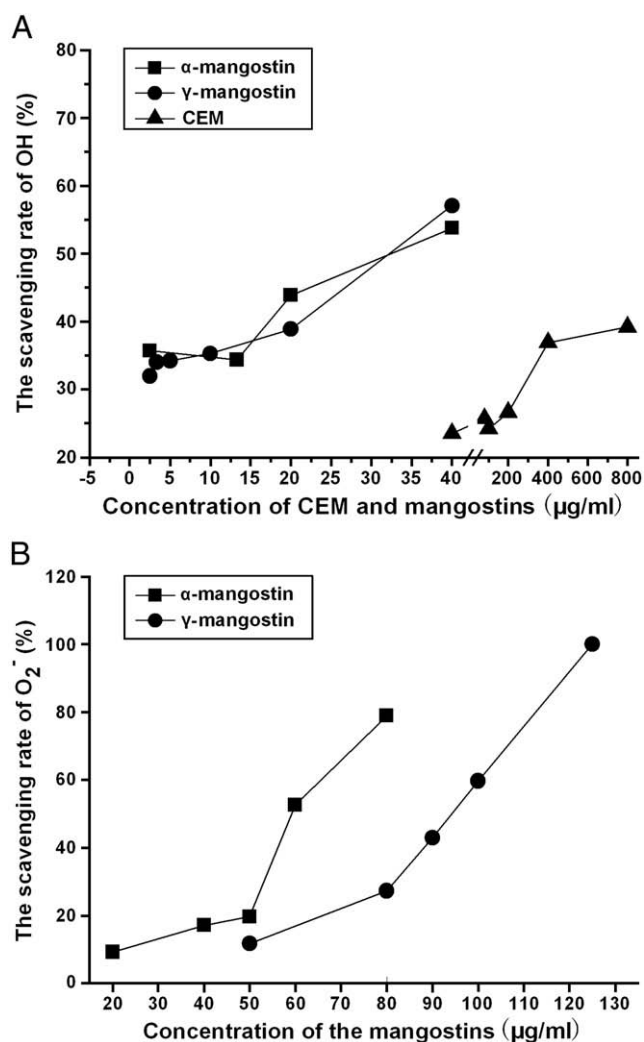 A
α-mangostin
γ-mangostin
CEM
The scavenging rate of OH (%)
80
70
60
50
40
30
20
-5 0 5 10 15 20 25 30 35 40 200 400 600 800
Concentration of CEM and mangostins (µg/ml)
B
α-mangostin
γ-mangostin
The scavenging rate of O2- (%)
120
100
80
60
40
20
0
20 30 40 50 60 70 80 90 100 110 120 130
Concentration of the mangostins (µg/ml)